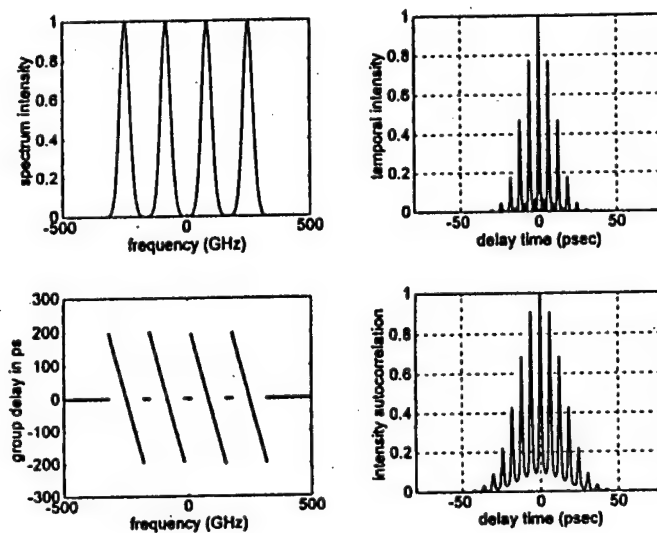 spectrum intensity
1
0.8
0.6
0.4
0.2
0
-500 0 500
frequency (GHz)
temporal intensity
1
0.8
0.6
0.4
0.2
0
-50 0 50
delay time (psec)
group delay in ps
300
200
100
0
-100
-200
-300
-500 0 500
frequency (GHz)
intensity autocorrelation
1
0.8
0.6
0.4
0.2
0
-50 0 50
delay time (psec)